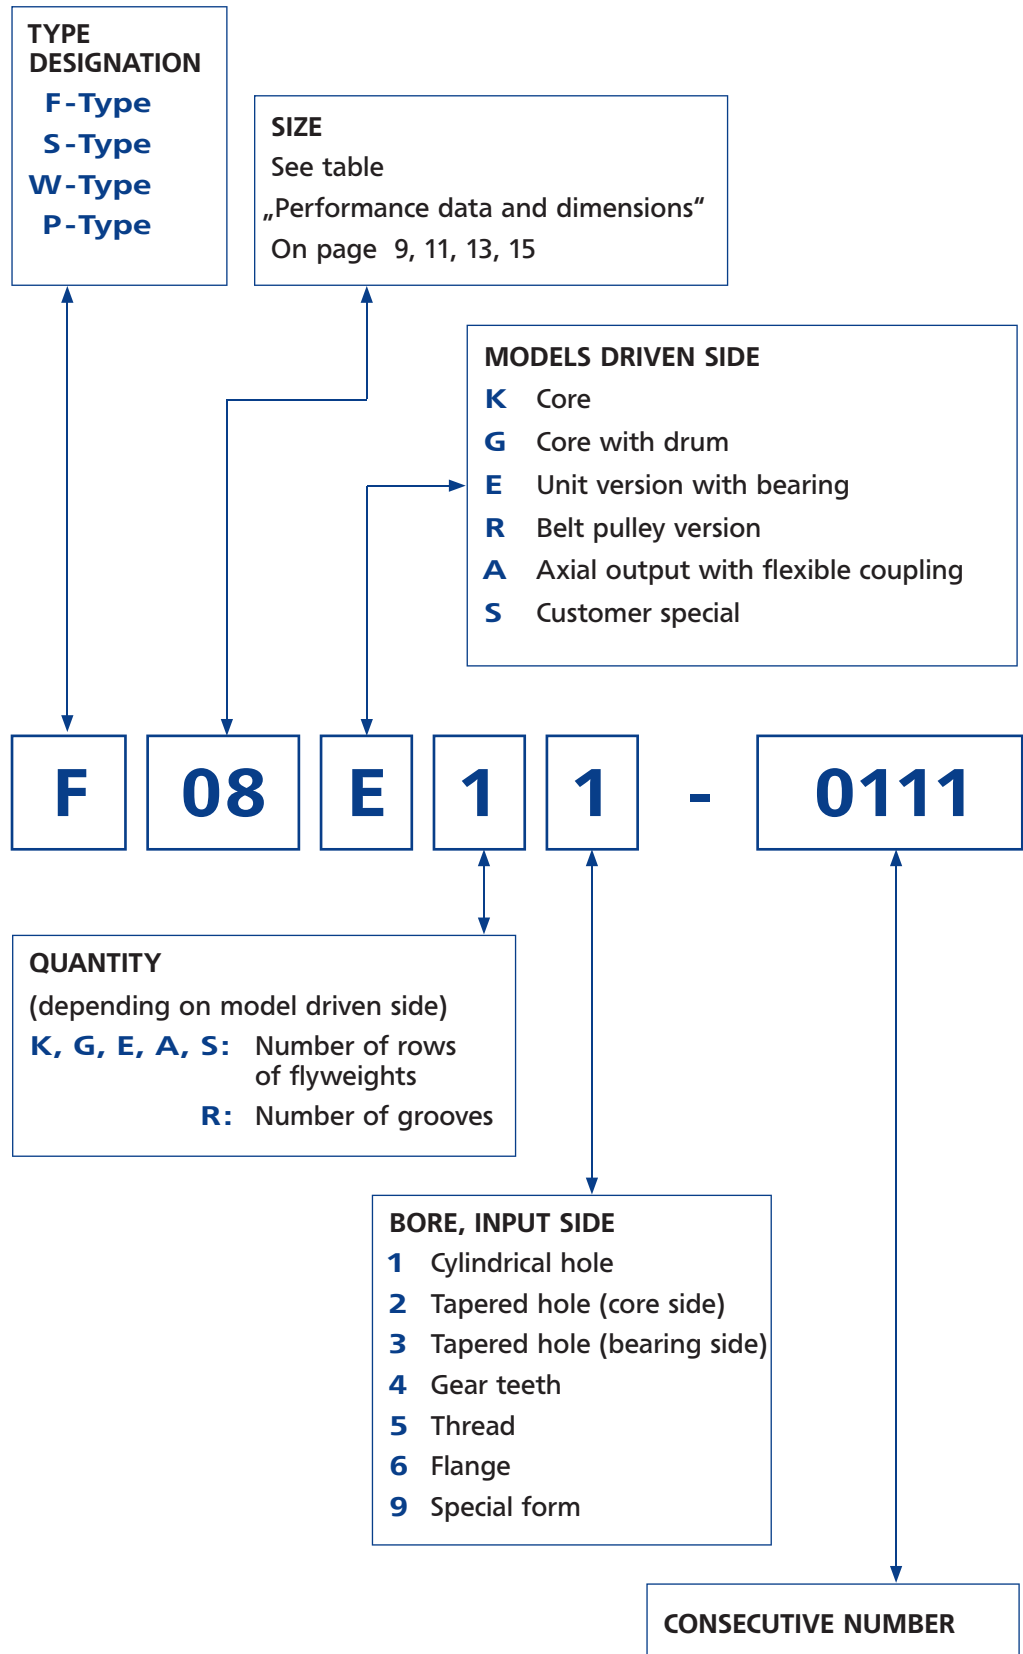 TYPE
DESIGNATION
F-Type
S-Type
W-Type
P-Type
SIZE
See table
„Performance data and dimensions“
On page 9, 11, 13, 15
MODELS DRIVEN SIDE
K Core
G Core with drum
E Unit version with bearing
R Belt pulley version
A Axial output with flexible coupling
S Customer special
F 08 E 1 1 - 0111
QUANTITY
(depending on model driven side)
K, G, E, A, S: Number of rows
of flyweights
R: Number of grooves
BORE, INPUT SIDE
1 Cylindrical hole
2 Tapered hole (core side)
3 Tapered hole (bearing side)
4 Gear teeth
5 Thread
6 Flange
9 Special form
CONSECUTIVE NUMBER